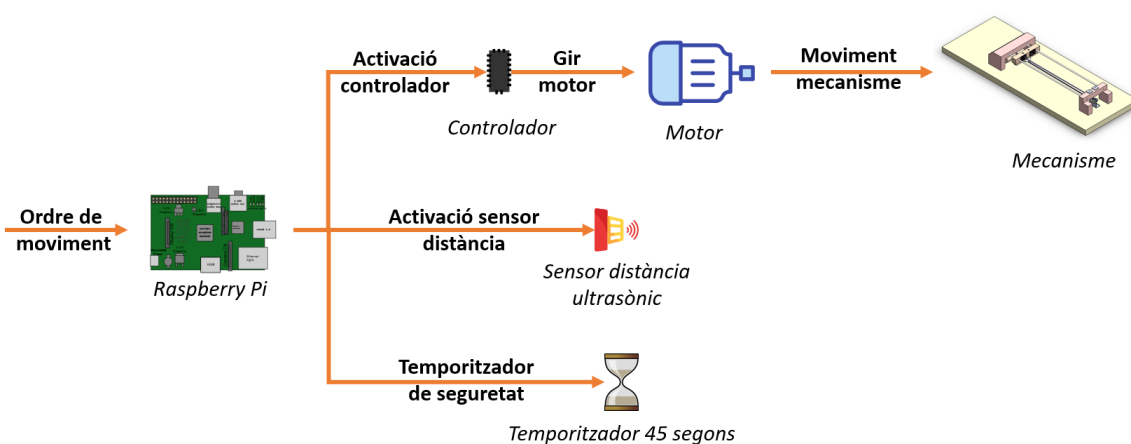 Activació
controlador
Gir
motor
Moviment
mecanisme
Controlador
Motor
Mecanisme
Ordre de
moviment
Raspberry Pi
Activació sensor
distància
Sensor distància
ultrasònic
Temporitzador
de seguretat
Temporitzador 45 segons